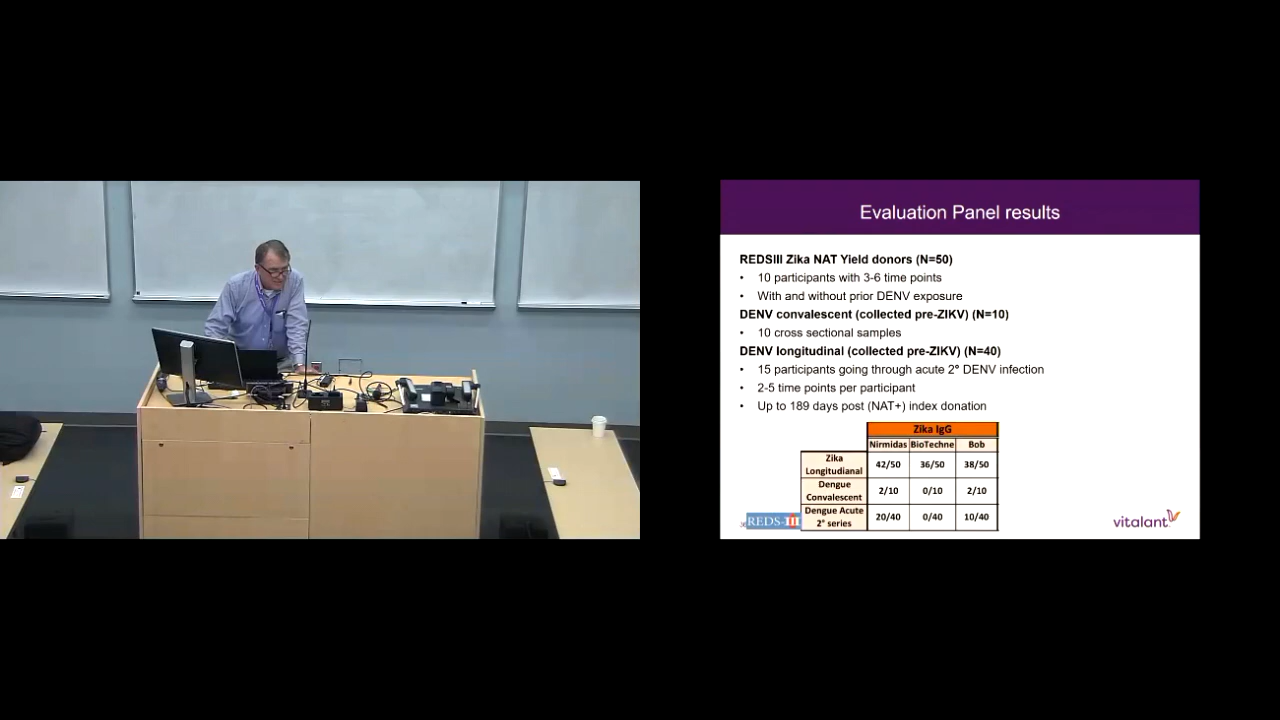 Evaluation Panel results
REDSIII Zika NAT Yield donors (N=50)
• 10 participants with 3-6 time points
• With and without prior DENV exposure
DENV convalescent (collected pre-ZIKV) (N=10)
• 10 cross sectional samples
DENV longitudinal (collected pre-ZIKV) (N=40)
• 15 participants going through acute 2° DENV infection
• 2-5 time points per participant
• Up to 189 days post (NAT+) index donation
Zika IgG
Nirmidas BioTechne Bob
Zika
Longitudianal 42/50 36/50 38/50
Dengue
Convalescent 2/10 0/10 2/10
Dengue Acute
2° series 20/40 0/40 10/40
REDS-III
vitalant